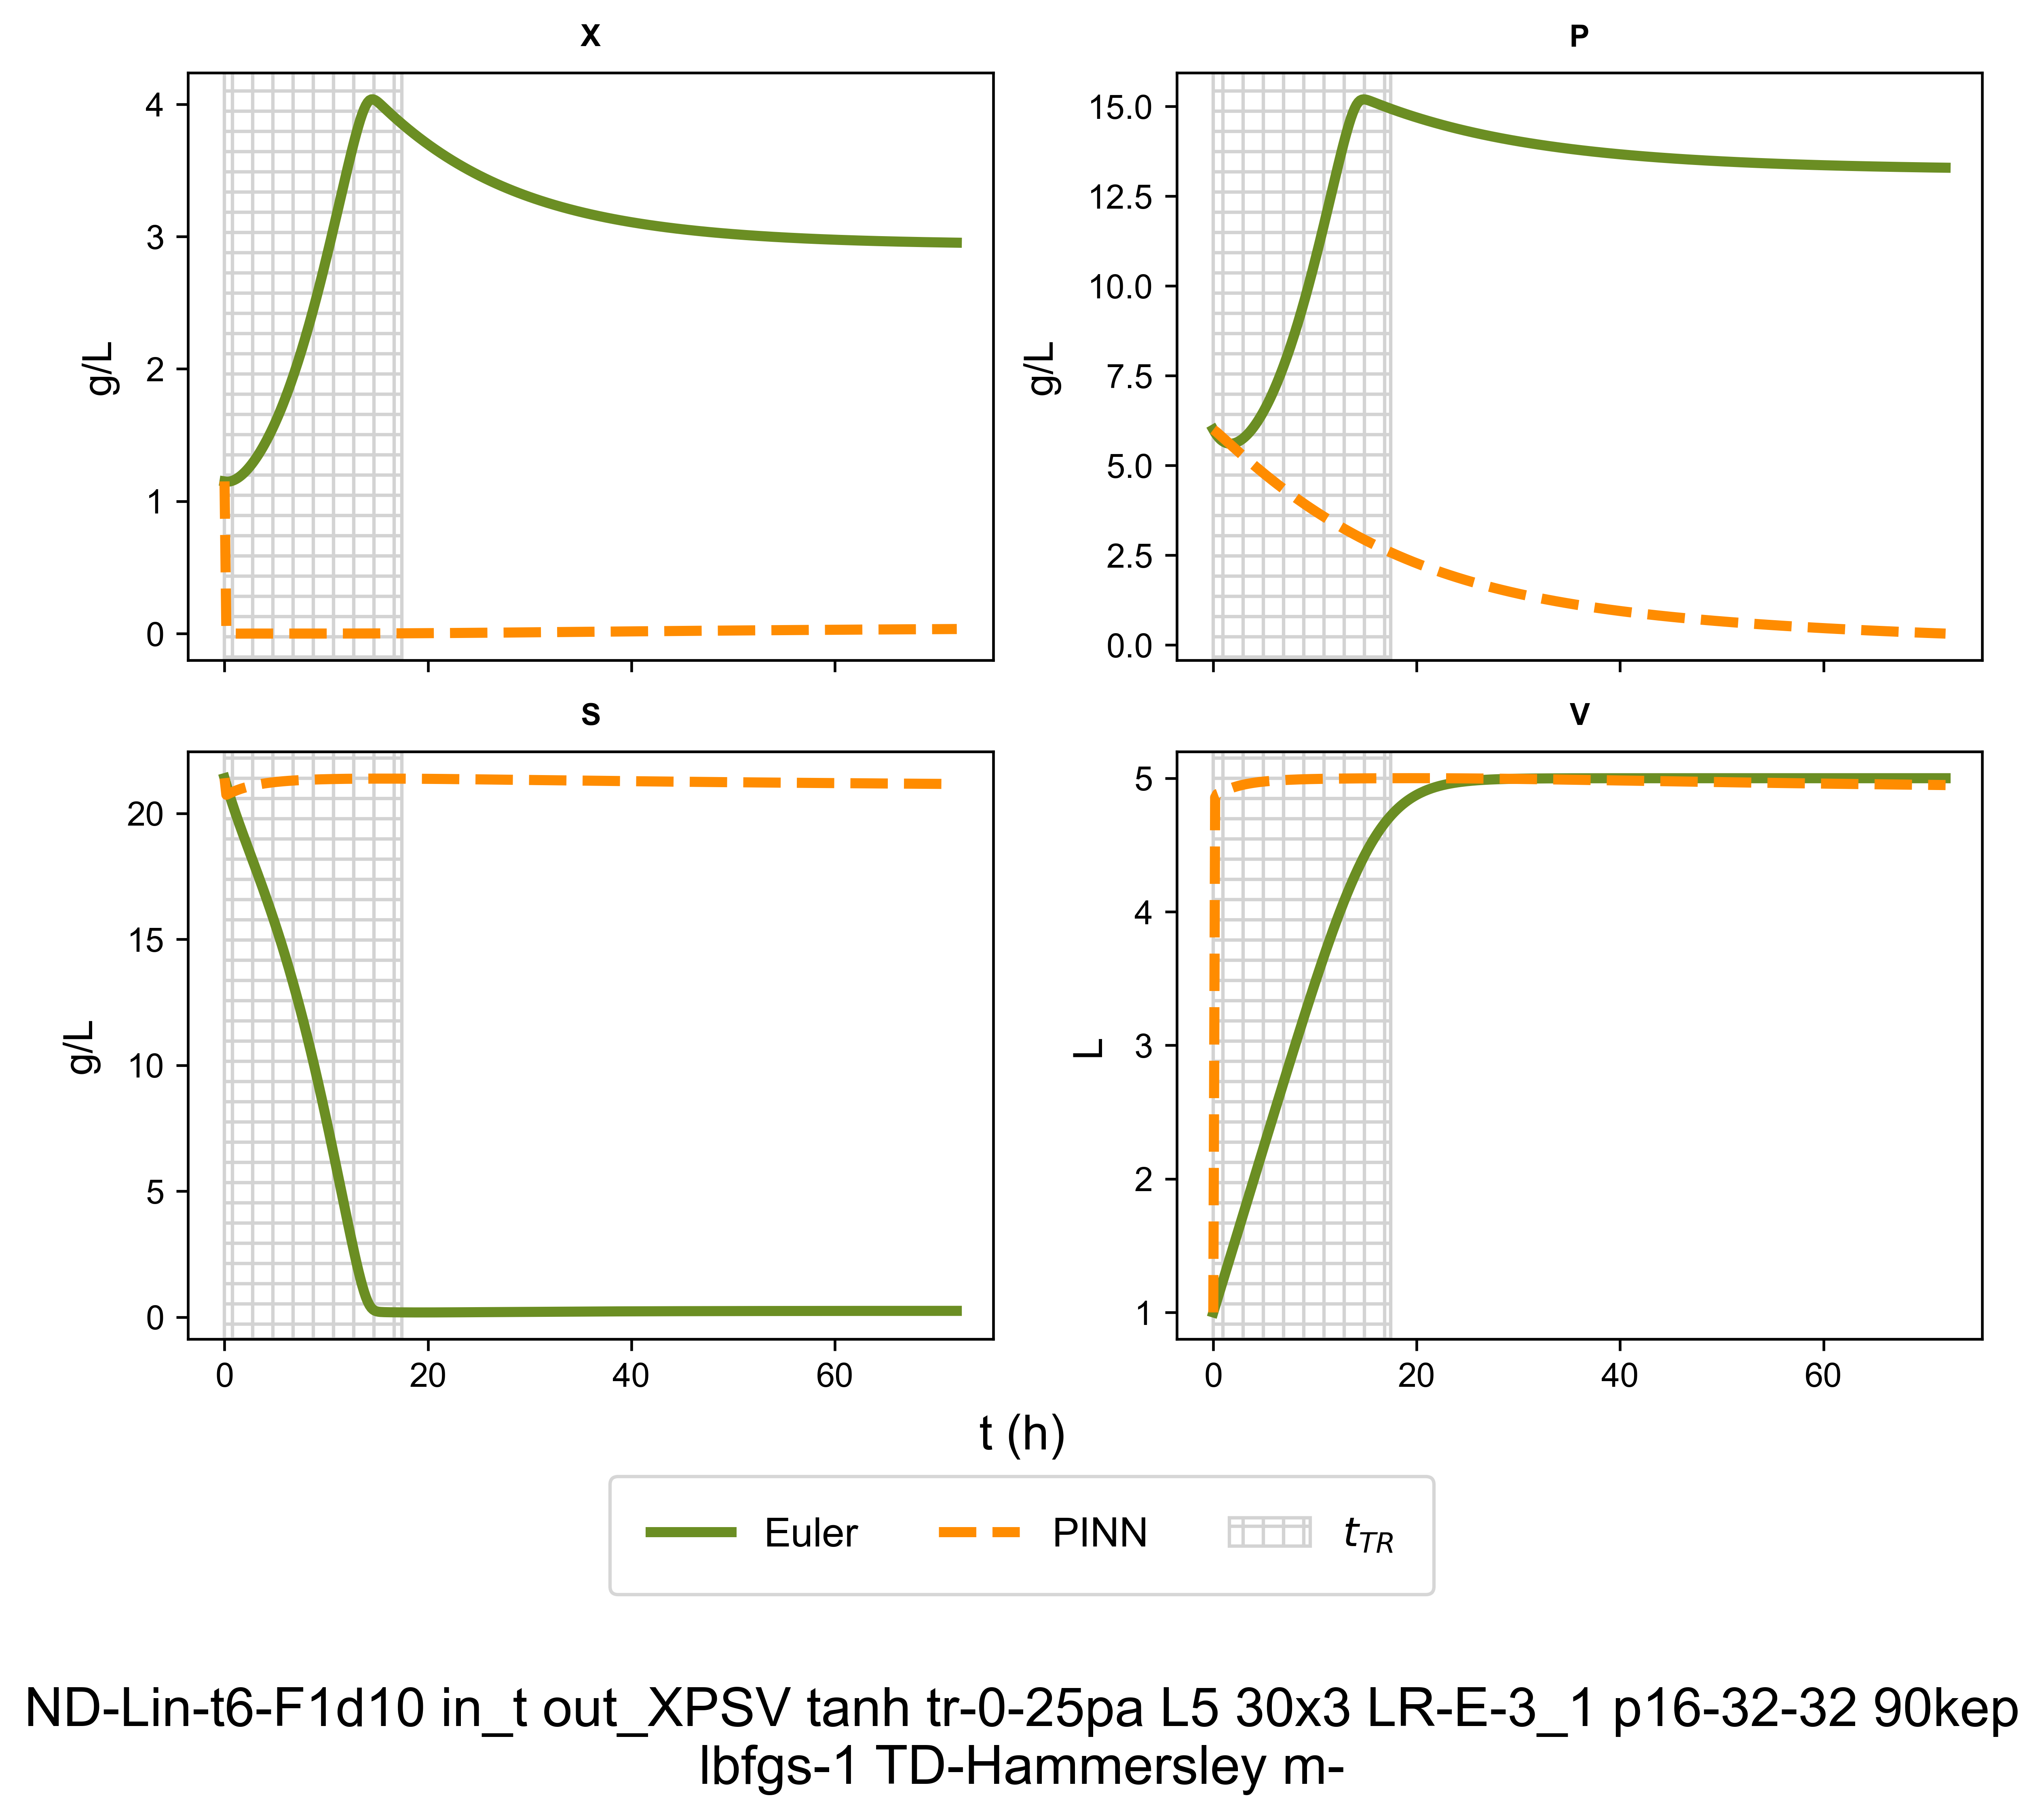 X
P
4
3
2
1
0
g/L
15.0
12.5
10.0
7.5
5.0
2.5
0.0
g/L
S
V
20
15
10
5
0
g/L
0
20
40
60
5
4
3
2
1
L
0
20
40
60
t (h)
Euler PINN t_{TR}
ND-Lin-t6-F1d10 in_t out_XPSV tanh tr-0-25pa L5 30x3 LR-E-3_1 p16-32-32 90kep
lbfgs-1 TD-Hammersley m-